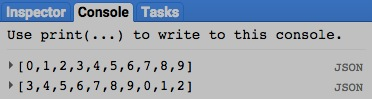 Inspector Console Tasks
Use print(...) to write to this console.
[0,1,2,3,4,5,6,7,8,9] JSON
[3,4,5,6,7,8,9,0,1,2] JSON